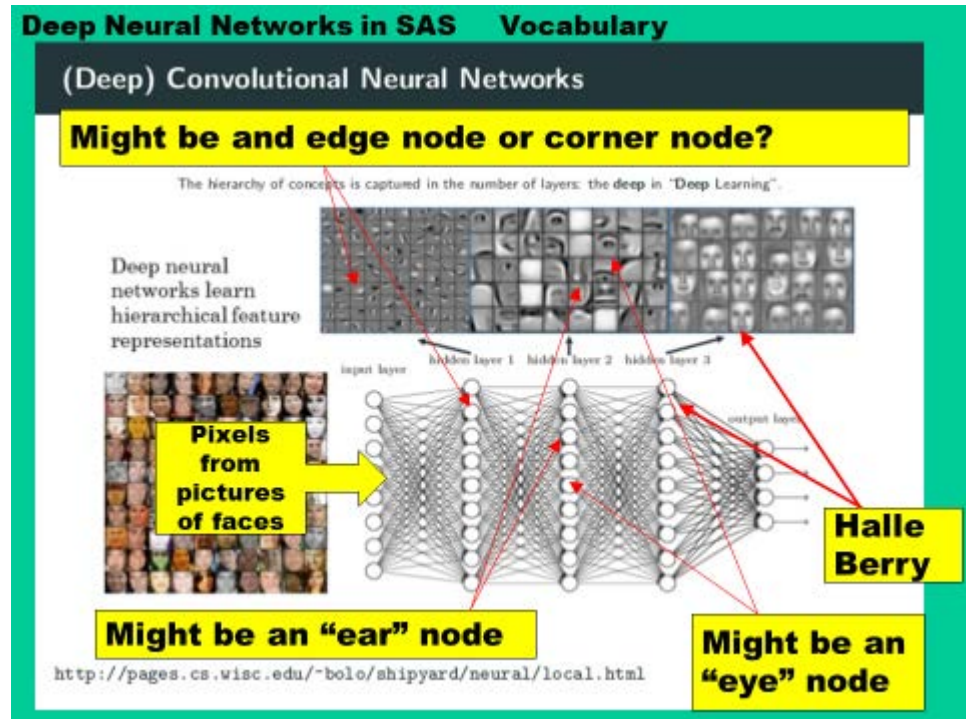 Deep Neural Networks in SAS Vocabulary
(Deep) Convolutional Neural Networks
Might be and edge node or corner node?
The hierarchy of concepts is captured in the number of layers: the deep in "Deep Learning".
Deep neural
networks learn
hierarchical feature
representations
hidden layer 1 hidden layer 2 hidden layer 3
input layer
output layer
Pixels
from
pictures
of faces
Halle
Berry
Might be an “ear” node
Might be an
“eye” node
http://pages.cs.wisc.edu/~bolo/shipyard/neural/local.html